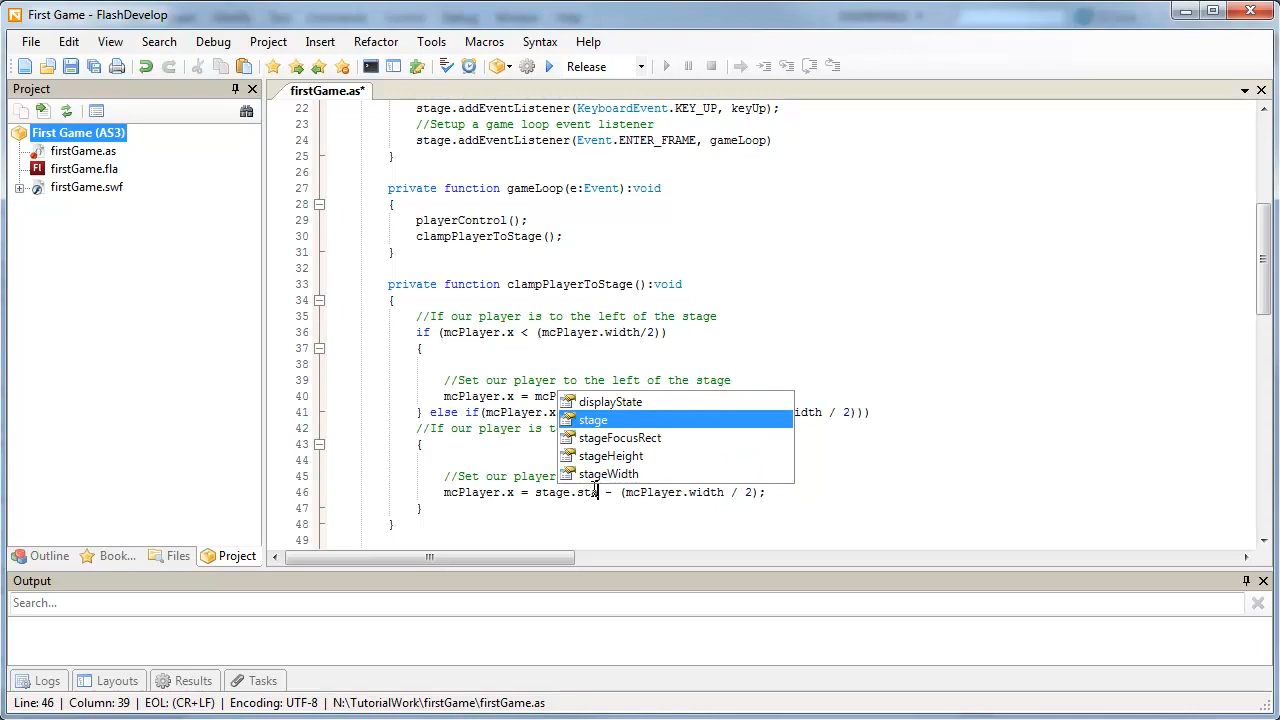 First Game - FlashDevelop
File Edit View Search Debug Project Insert Refactor Tools Macros Syntax Help
Release
Project
firstGame.as*
First Game (AS3)
firstGame.as
firstGame.fla
firstGame.swf
22 stage.addEventListener(KeyboardEvent.KEY_UP, keyUp);
23 //Setup a game loop event listener
24 stage.addEventListener(Event.ENTER_FRAME, gameLoop)
25 }
26
27 private function gameLoop(e:Event):void
28 {
29 playerControl();
30 clampPlayerToStage();
31 }
32
33 private function clampPlayerToStage():void
34 {
35 //If our player is to the left of the stage
36 if (mcPlayer.x < (mcPlayer.width/2))
37 {
38
39 //Set our player to the left of the stage
40 mcPlayer.x = mcP
41 } else if(mcPlayer.x idth / 2)))
42 //If our player is t
43 {
44
45 //Set our player
46 mcPlayer.x = stage.sta - (mcPlayer.width / 2);
47 }
48 }
49
displayState
stage
stageFocusRect
stageHeight
stageWidth
Outline Book... Files Project
Output
Search...
Logs Layouts Results Tasks
Line: 46 | Column: 39 | EOL: (CR+LF) | Encoding: UTF-8 | N:\TutorialWork\firstGame\firstGame.as